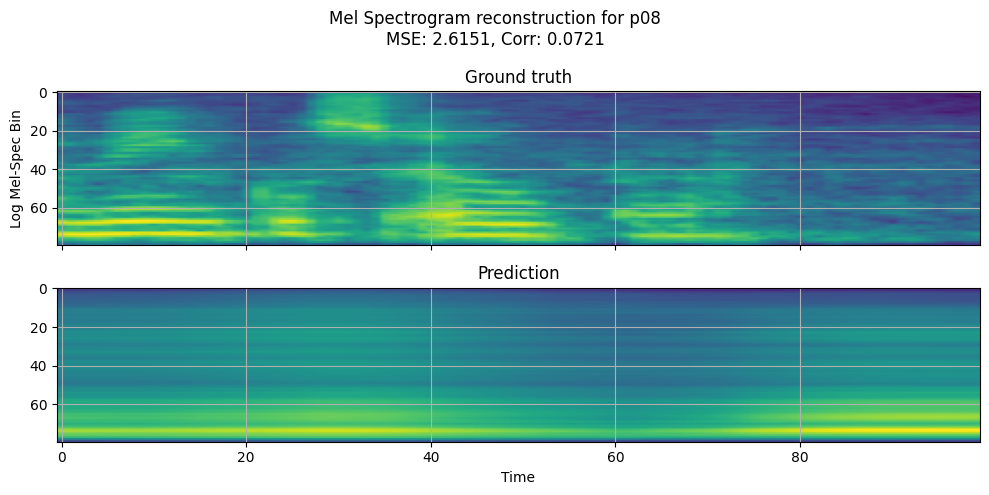 Mel Spectrogram reconstruction for p08
MSE: 2.6151, Corr: 0.0721
Ground truth
Log Mel-Spec Bin
0
20
40
60
Prediction
0
20
40
60
0 20 40 60 80
Time